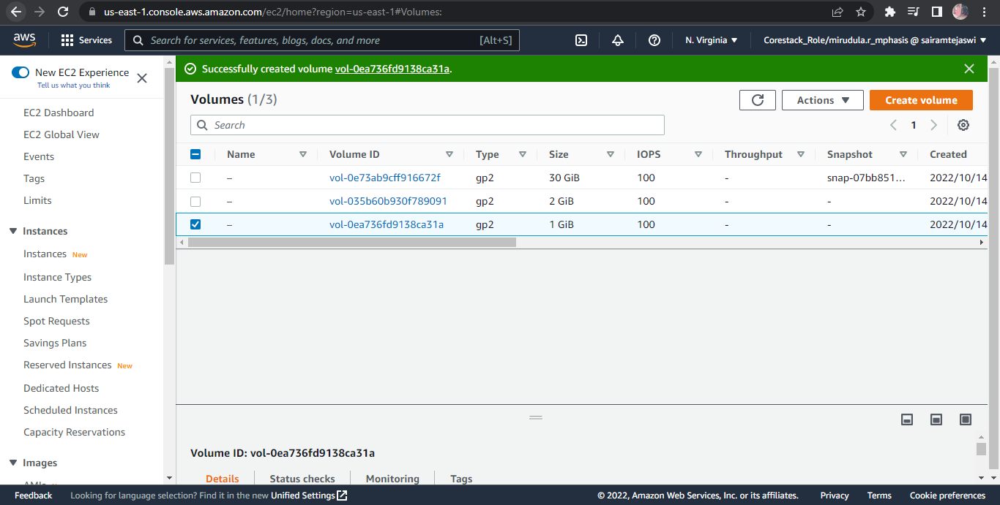 us-east-1.console.aws.amazon.com/ec2/home?region=us-east-1#Volumes:
aws Services Search for services, features, blogs, docs, and more [Alt+S] N. Virginia Corestack_Role/mirudula.r_mphasis @ sairamtejaswi
New EC2 Experience
Tell us what you think
EC2 Dashboard
EC2 Global View
Events
Tags
Limits
Instances
Instances New
Instance Types
Launch Templates
Spot Requests
Savings Plans
Reserved Instances New
Dedicated Hosts
Scheduled Instances
Capacity Reservations
Images
Successfully created volume vol-0ea736fd9138ca31a.
Volumes (1/3) Actions Create volume
Search 1
Name Volume ID Type Size IOPS Throughput Snapshot Created
– vol-0e73ab9cff916672f gp2 30 GiB 100 - snap-07bb851... 2022/10/14
– vol-035b60b930f789091 gp2 2 GiB 100 - - 2022/10/14
– vol-0ea736fd9138ca31a gp2 1 GiB 100 - - 2022/10/14
Volume ID: vol-0ea736fd9138ca31a
Details Status checks Monitoring Tags
Feedback Looking for language selection? Find it in the new Unified Settings © 2022, Amazon Web Services, Inc. or its affiliates. Privacy Terms Cookie preferences